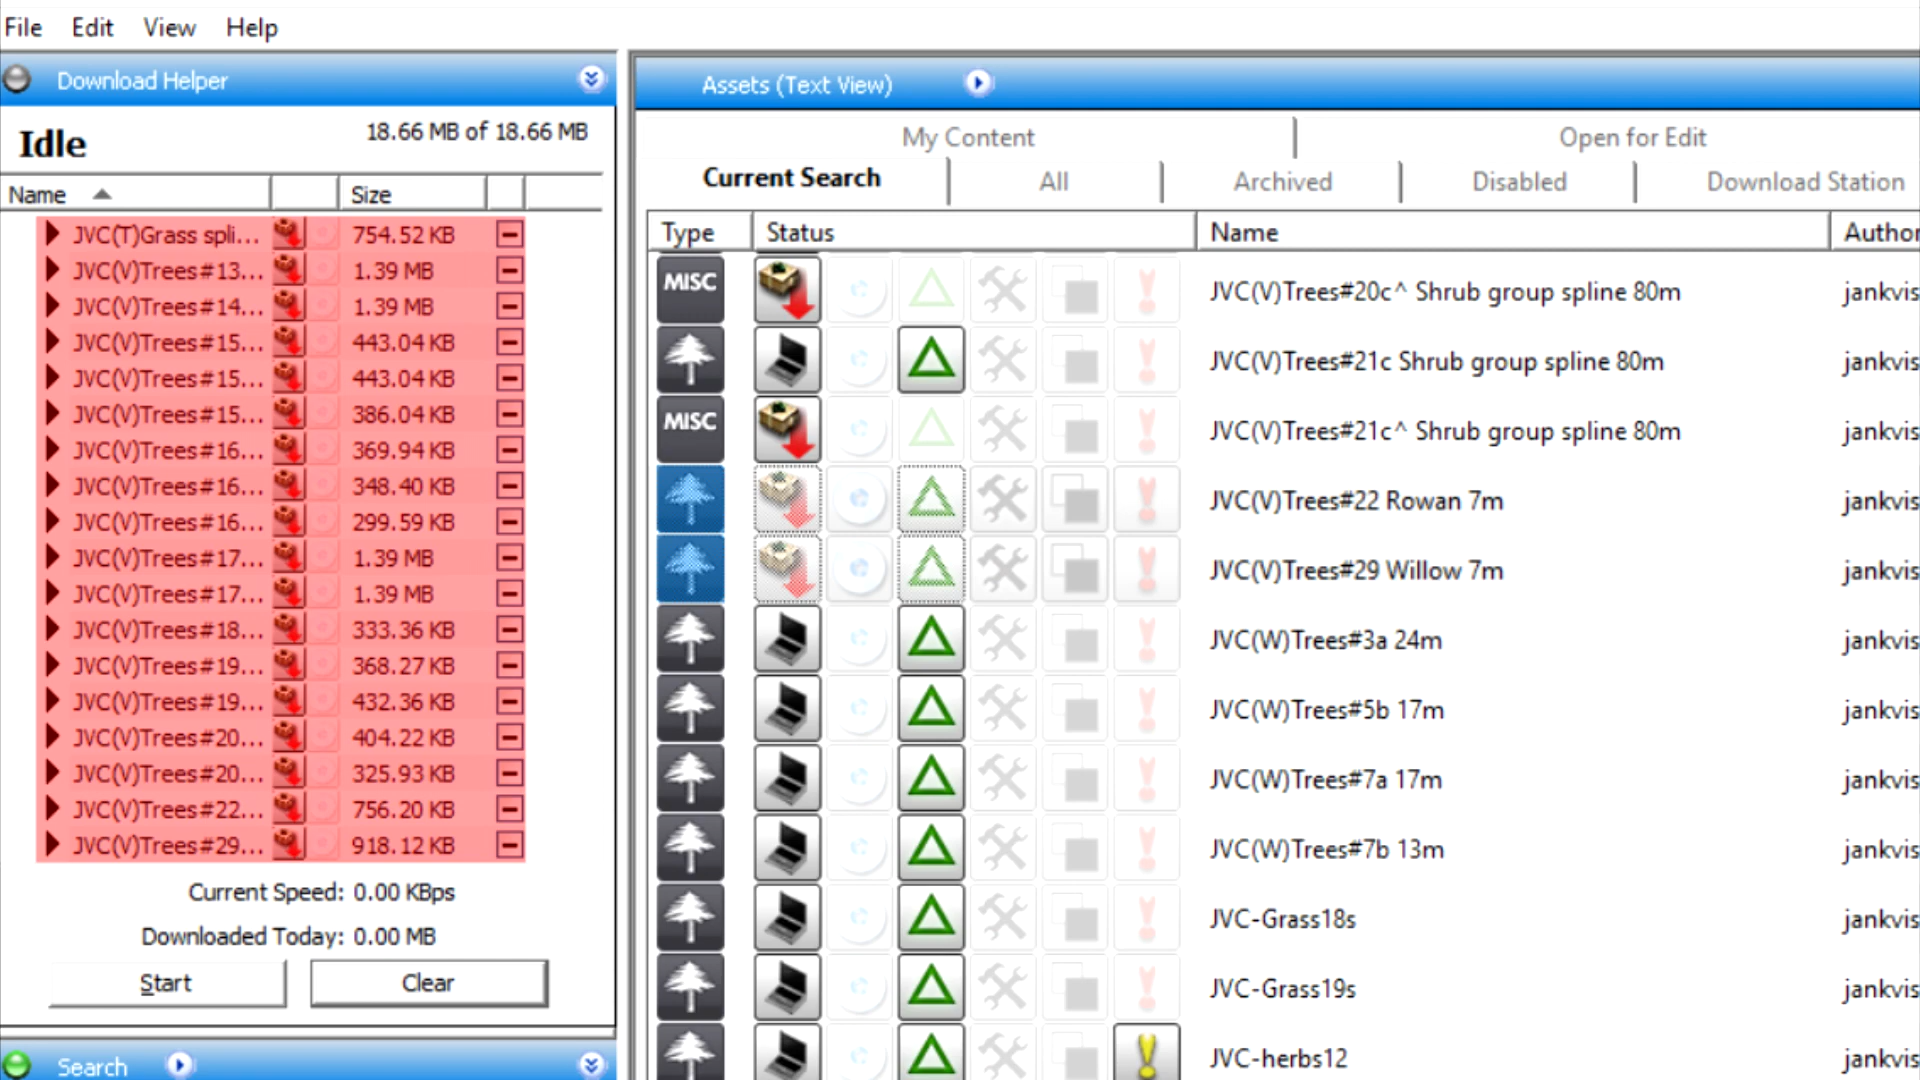 File Edit View Help
Download Helper
Idle 18.66 MB of 18.66 MB
Name Size
JVC(T)Grass spli... 754.52 KB
JVC(V)Trees#13... 1.39 MB
JVC(V)Trees#14... 1.39 MB
JVC(V)Trees#15... 443.04 KB
JVC(V)Trees#15... 443.04 KB
JVC(V)Trees#15... 386.04 KB
JVC(V)Trees#16... 369.94 KB
JVC(V)Trees#16... 348.40 KB
JVC(V)Trees#16... 299.59 KB
JVC(V)Trees#17... 1.39 MB
JVC(V)Trees#17... 1.39 MB
JVC(V)Trees#18... 333.36 KB
JVC(V)Trees#19... 368.27 KB
JVC(V)Trees#19... 432.36 KB
JVC(V)Trees#20... 404.22 KB
JVC(V)Trees#20... 325.93 KB
JVC(V)Trees#22... 756.20 KB
JVC(V)Trees#29... 918.12 KB
Current Speed: 0.00 KBps
Downloaded Today: 0.00 MB
Start Clear
Search
Assets (Text View)
My Content Open for Edit
Current Search All Archived Disabled Download Station
Type Status Name Author
MISC JVC(V)Trees#20c^ Shrub group spline 80m jankvis
JVC(V)Trees#21c Shrub group spline 80m jankvis
MISC JVC(V)Trees#21c^ Shrub group spline 80m jankvis
JVC(V)Trees#22 Rowan 7m jankvis
JVC(V)Trees#29 Willow 7m jankvis
JVC(W)Trees#3a 24m jankvis
JVC(W)Trees#5b 17m jankvis
JVC(W)Trees#7a 17m jankvis
JVC(W)Trees#7b 13m jankvis
JVC-Grass18s jankvis
JVC-Grass19s jankvis
JVC-herbs12 jankvis